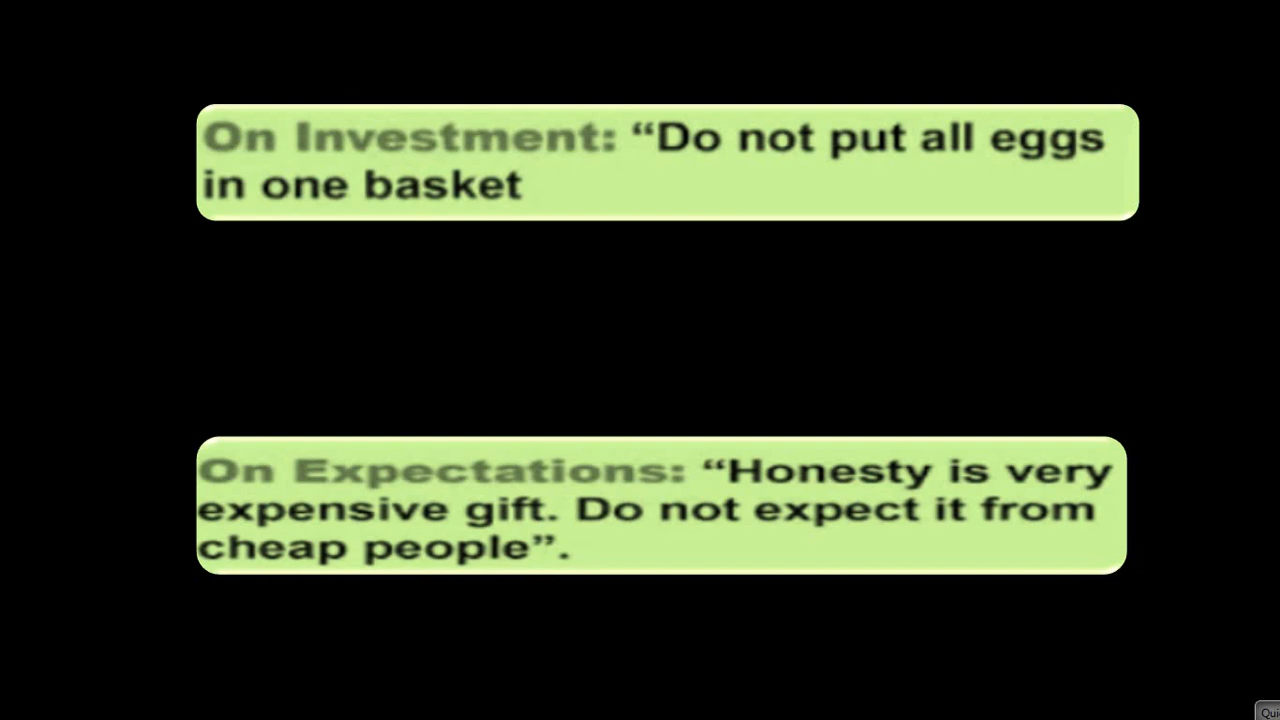 On Investment: “Do not put all eggs
in one basket
On Expectations: “Honesty is very
expensive gift. Do not expect it from
cheap people”.